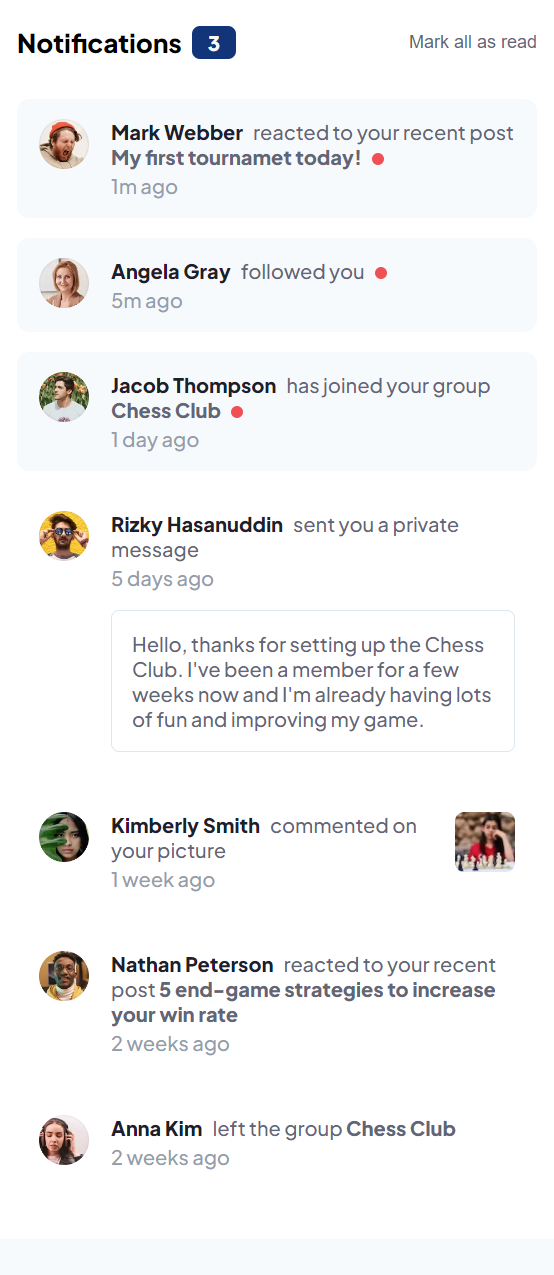 Notifications 3 Mark all as read
Mark Webber reacted to your recent post
My first tournamet today!
1m ago
Angela Gray followed you
5m ago
Jacob Thompson has joined your group
Chess Club
1 day ago
Rizky Hasanuddin sent you a private
message
5 days ago
Hello, thanks for setting up the Chess
Club. I've been a member for a few
weeks now and I'm already having lots
of fun and improving my game.
Kimberly Smith commented on
your picture
1 week ago
Nathan Peterson reacted to your recent
post 5 end-game strategies to increase
your win rate
2 weeks ago
Anna Kim left the group Chess Club
2 weeks ago